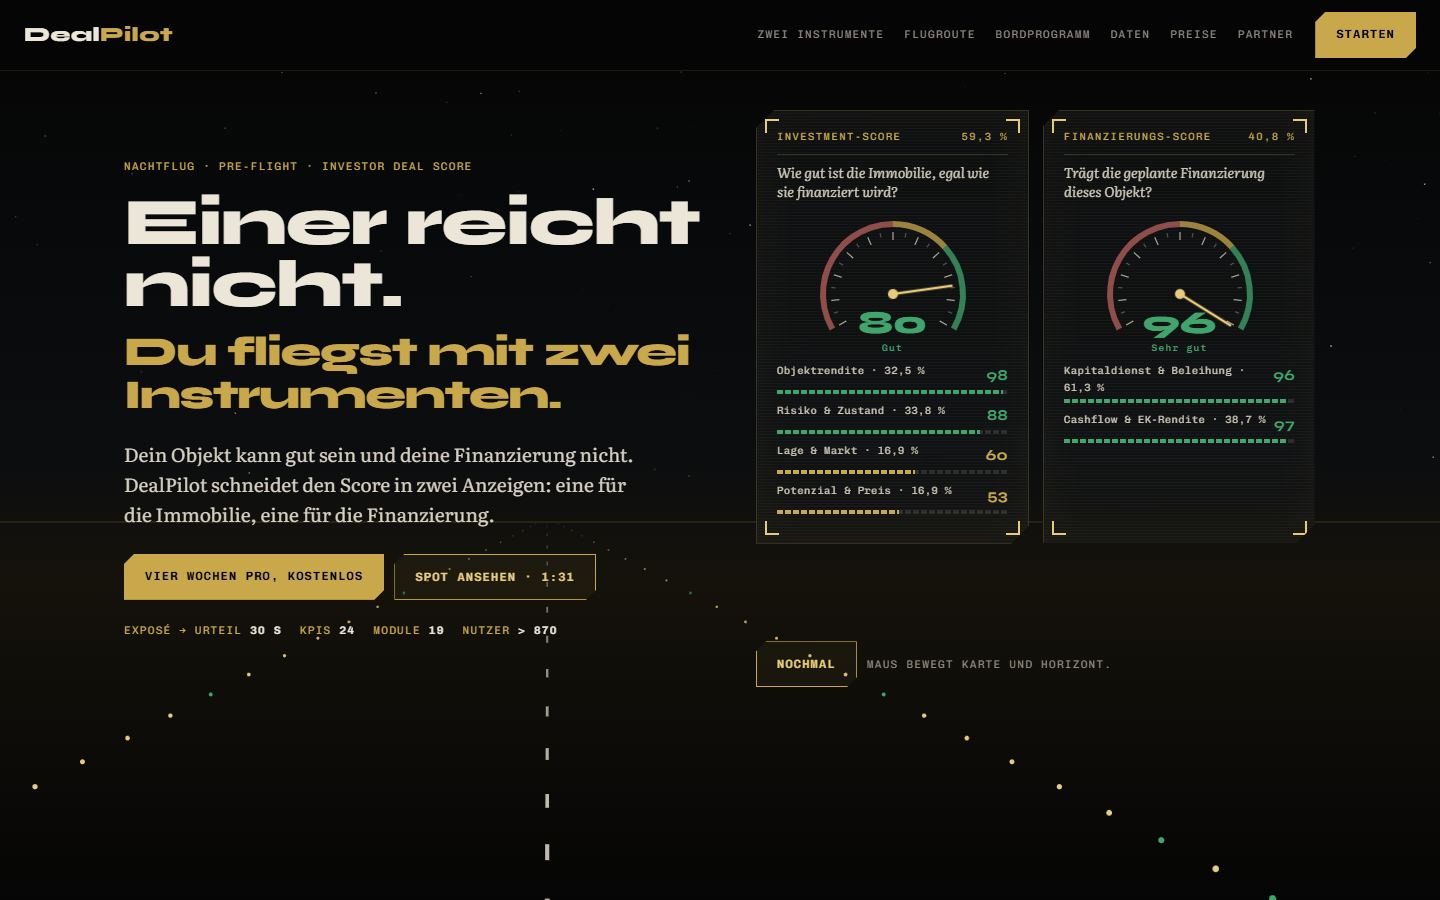 DealPilot
ZWEI INSTRUMENTE FLUGROUTE BORDPROGRAMM DATEN PREISE PARTNER STARTEN
NACHTFLUG · PRE-FLIGHT · INVESTOR DEAL SCORE
Einer reicht
nicht.
Du fliegst mit zwei
Instrumenten.
Dein Objekt kann gut sein und deine Finanzierung nicht.
DealPilot schneidet den Score in zwei Anzeigen: eine für
die Immobilie, eine für die Finanzierung.
VIER WOCHEN PRO, KOSTENLOS
SPOT ANSEHEN · 1:31
EXPOSÉ → URTEIL 30 S KPIS 24 MODULE 19 NUTZER > 870
INVESTMENT-SCORE 59,3 %
Wie gut ist die Immobilie, egal wie
sie finanziert wird?
80
Gut
Objektrendite · 32,5 % 98
Risiko & Zustand · 33,8 % 88
Lage & Markt · 16,9 % 60
Potenzial & Preis · 16,9 % 53
FINANZIERUNGS-SCORE 40,8 %
Trägt die geplante Finanzierung
dieses Objekt?
96
Sehr gut
Kapitaldienst & Beleihung · 96
61,3 %
Cashflow & EK-Rendite · 38,7 % 97
NOCHMAL
MAUS BEWEGT KARTE UND HORIZONT.